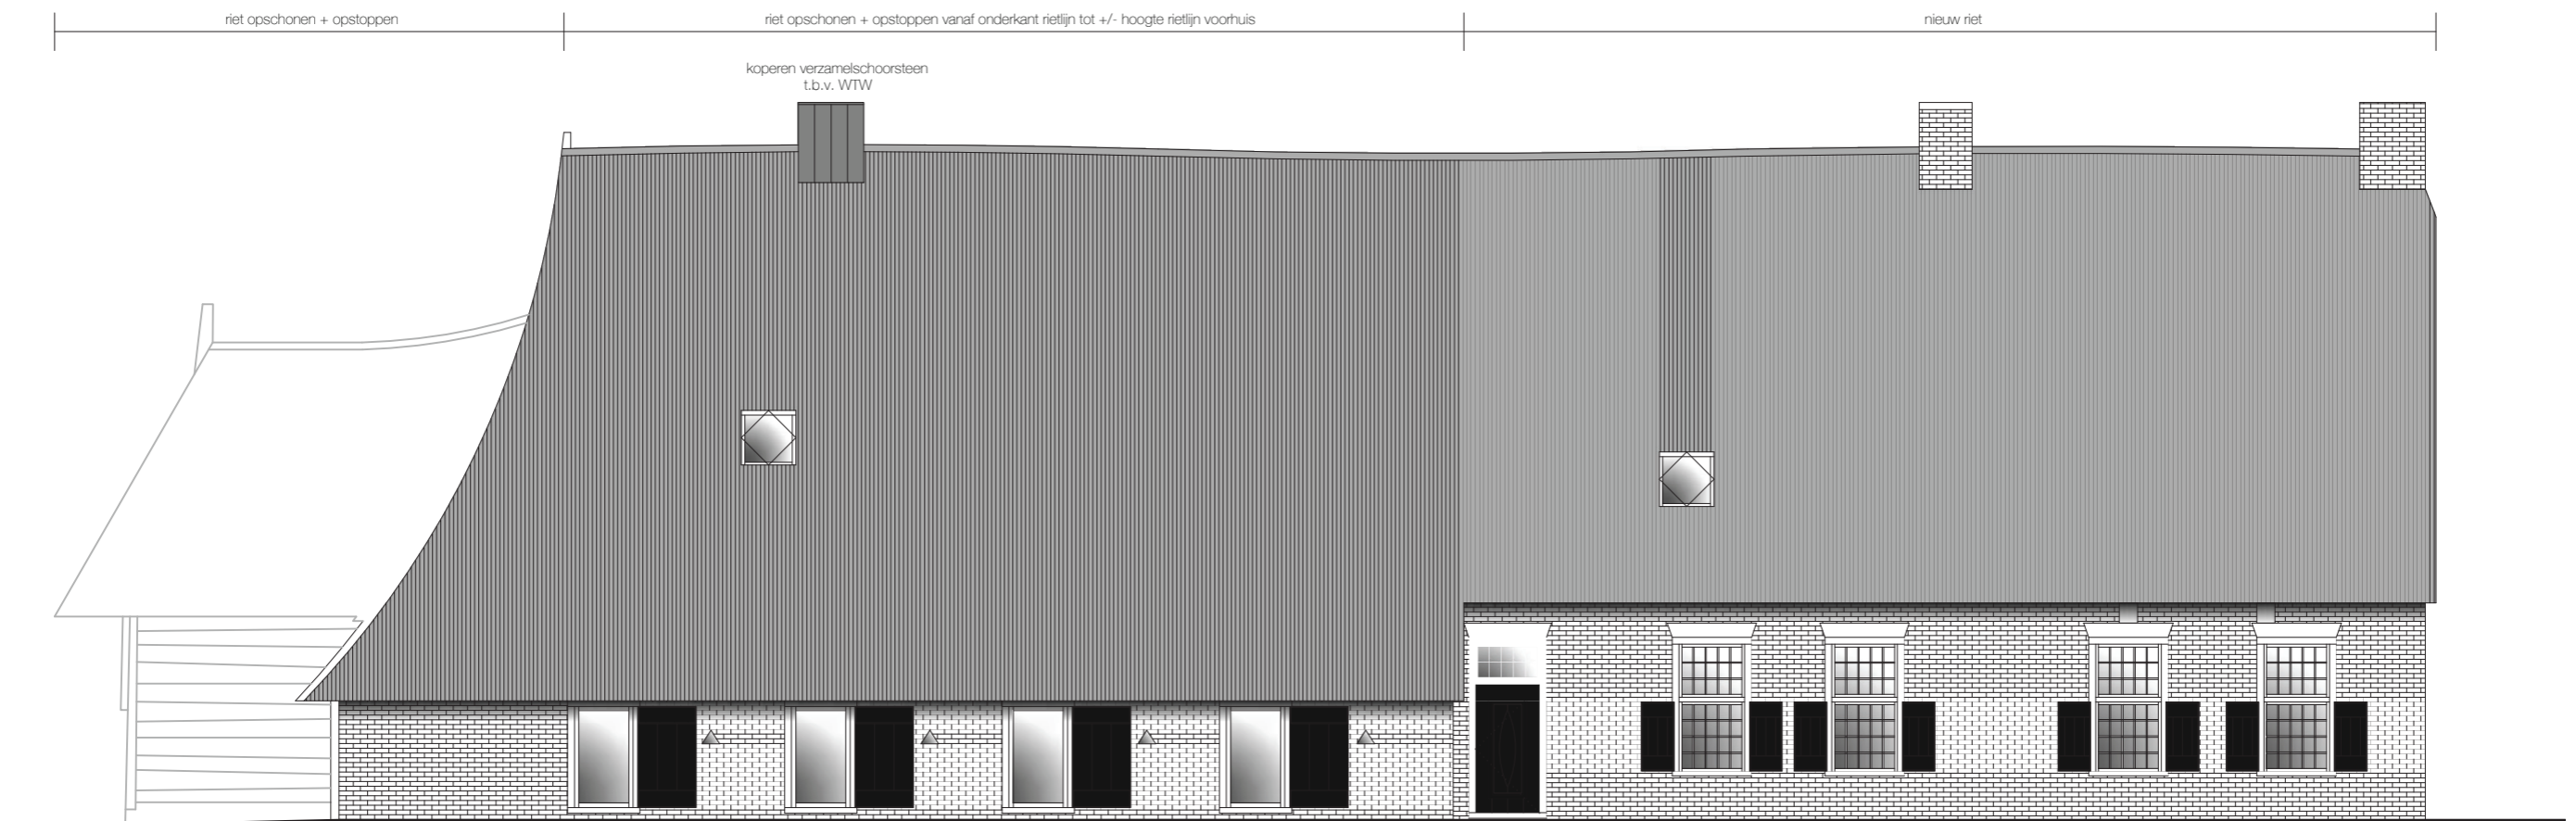 riet opschonen + opstoppen
riet opschonen + opstoppen vanaf onderkant rietlijn tot +/- hoogte rietlijn voorhuis
nieuw riet
koperen verzamelschoorsteen
t.b.v. WTW